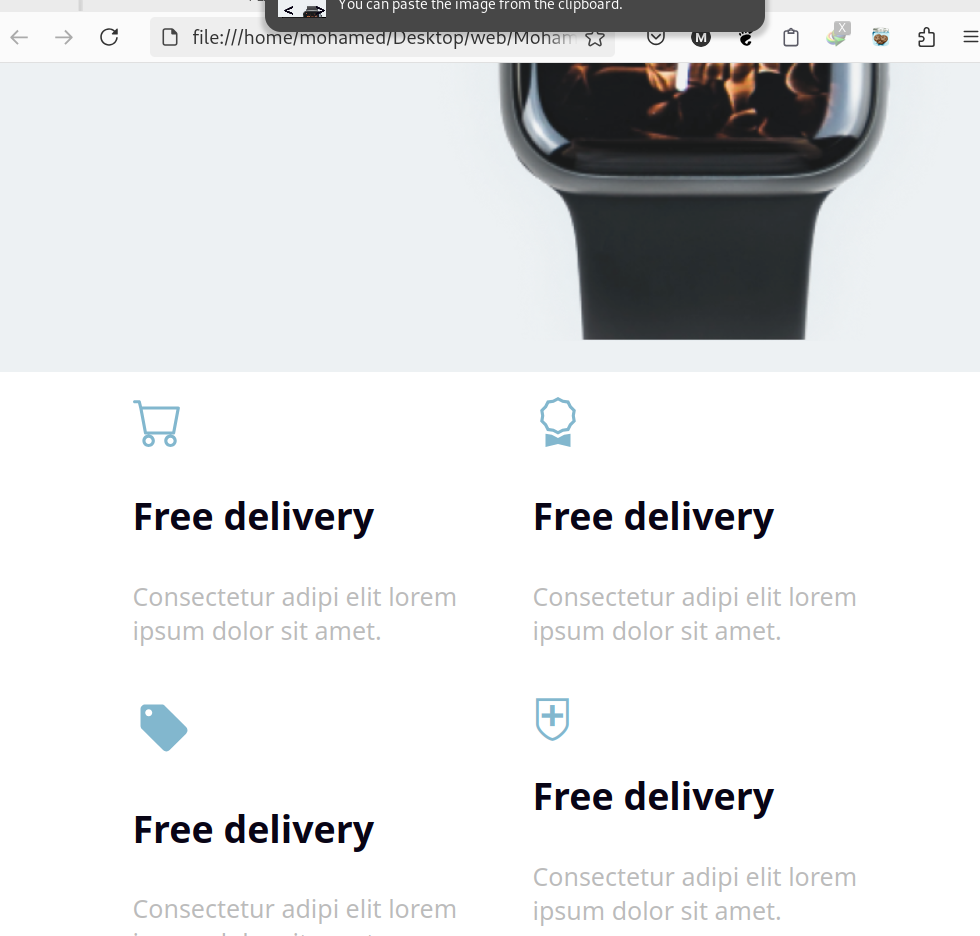 You can paste the image from the clipboard.
file:///home/mohamed/Desktop/web/Moham
M
X
Free delivery
Free delivery
Consectetur adipi elit lorem
ipsum dolor sit amet.
Consectetur adipi elit lorem
ipsum dolor sit amet.
Free delivery
Free delivery
Consectetur adipi elit lorem
Consectetur adipi elit lorem
ipsum dolor sit amet.